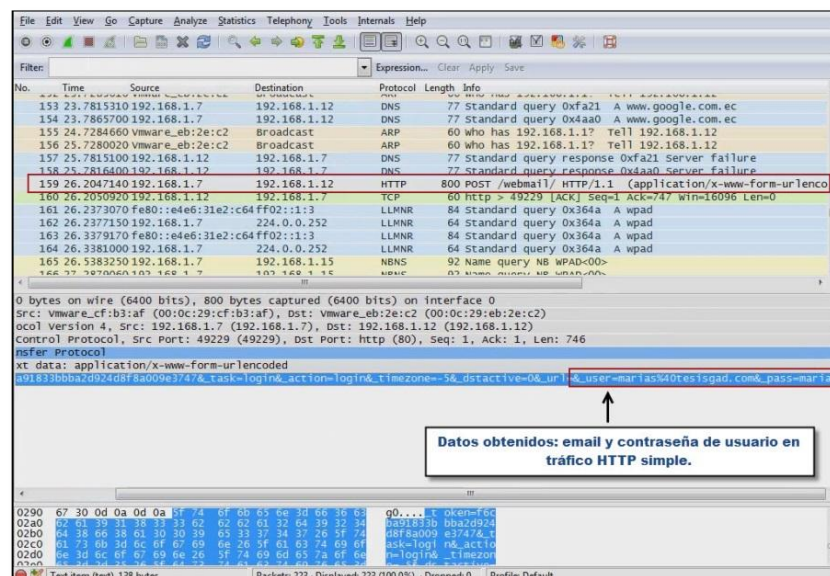 File Edit View Go Capture Analyze Statistics Telephony Tools Internals Help
Filter: Expression... Clear Apply Save
No. Time Source Destination Protocol Length Info
153 23.7815310 192.168.1.7 192.168.1.12 DNS 77 Standard query 0xfa21 A www.google.com.ec
154 23.7865700 192.168.1.7 192.168.1.12 DNS 77 Standard query 0x4aa0 A www.google.com.ec
155 24.7284660 Vmware_eb:2e:c2 Broadcast ARP 60 Who has 192.168.1.1? Tell 192.168.1.12
156 25.7280020 Vmware_eb:2e:c2 Broadcast ARP 60 Who has 192.168.1.1? Tell 192.168.1.12
157 25.7815100 192.168.1.12 192.168.1.7 DNS 77 Standard query response 0xfa21 Server failure
158 25.7816400 192.168.1.12 192.168.1.7 DNS 77 Standard query response 0x4aa0 Server failure
159 26.2047140 192.168.1.7 192.168.1.12 HTTP 800 POST /webmail/ HTTP/1.1 (application/x-www-form-urlenco
160 26.2050920 192.168.1.12 192.168.1.7 TCP 60 http > 49229 [ACK] Seq=1 Ack=747 Win=16096 Len=0
161 26.2373070 fe80::e4e6:31e2:c64 ff02::1:3 LLMNR 84 Standard query 0x364a A wpad
162 26.2377150 192.168.1.7 224.0.0.252 LLMNR 64 Standard query 0x364a A wpad
163 26.3379170 fe80::e4e6:31e2:c64 ff02::1:3 LLMNR 84 Standard query 0x364a A wpad
164 26.3381000 192.168.1.7 224.0.0.252 LLMNR 64 Standard query 0x364a A wpad
165 26.5383250 192.168.1.7 192.168.1.15 NBNS 92 Name query NB WPAD<00>
0 bytes on wire (6400 bits), 800 bytes captured (6400 bits) on interface 0
Src: Vmware_cf:b3:af (00:0c:29:cf:b3:af), Dst: Vmware_eb:2e:c2 (00:0c:29:eb:2e:c2)
ocol Version 4, Src: 192.168.1.7 (192.168.1.7), Dst: 192.168.1.12 (192.168.1.12)
Control Protocol, Src Port: 49229 (49229), Dst Port: http (80), Seq: 1, Ack: 1, Len: 746
nsfer Protocol
xt data: application/x-www-form-urlencoded
a91833bbba2d924d8f8a009e3747&_task=login&_action=login&_timezone=-5&_dstactive=0&_url=&_user=marias%40tesisgad.com&_pass=maria
Datos obtenidos: email y contraseña de usuario en
tráfico HTTP simple.
0290 67 30 0d 0a 0d 0a 5f 74 6f 6b 65 6e 3d 66 36 63 g0...._t oken=f6c
02a0 62 61 39 31 38 33 33 62 62 62 61 32 64 39 32 34 ba91833b bba2d924
02b0 64 38 66 38 61 30 30 39 65 33 37 34 37 26 5f 74 d8f8a009 e3747&_t
02c0 61 73 6b 3d 6c 6f 67 69 6e 26 5f 61 63 74 69 6f ask=logi n&_actio
02d0 6e 3d 6c 6f 67 69 6e 26 5f 74 69 6d 65 7a 6f 6e n=login& _timezon
Text item (text), 138 bytes Packets: 223 Profile: Default